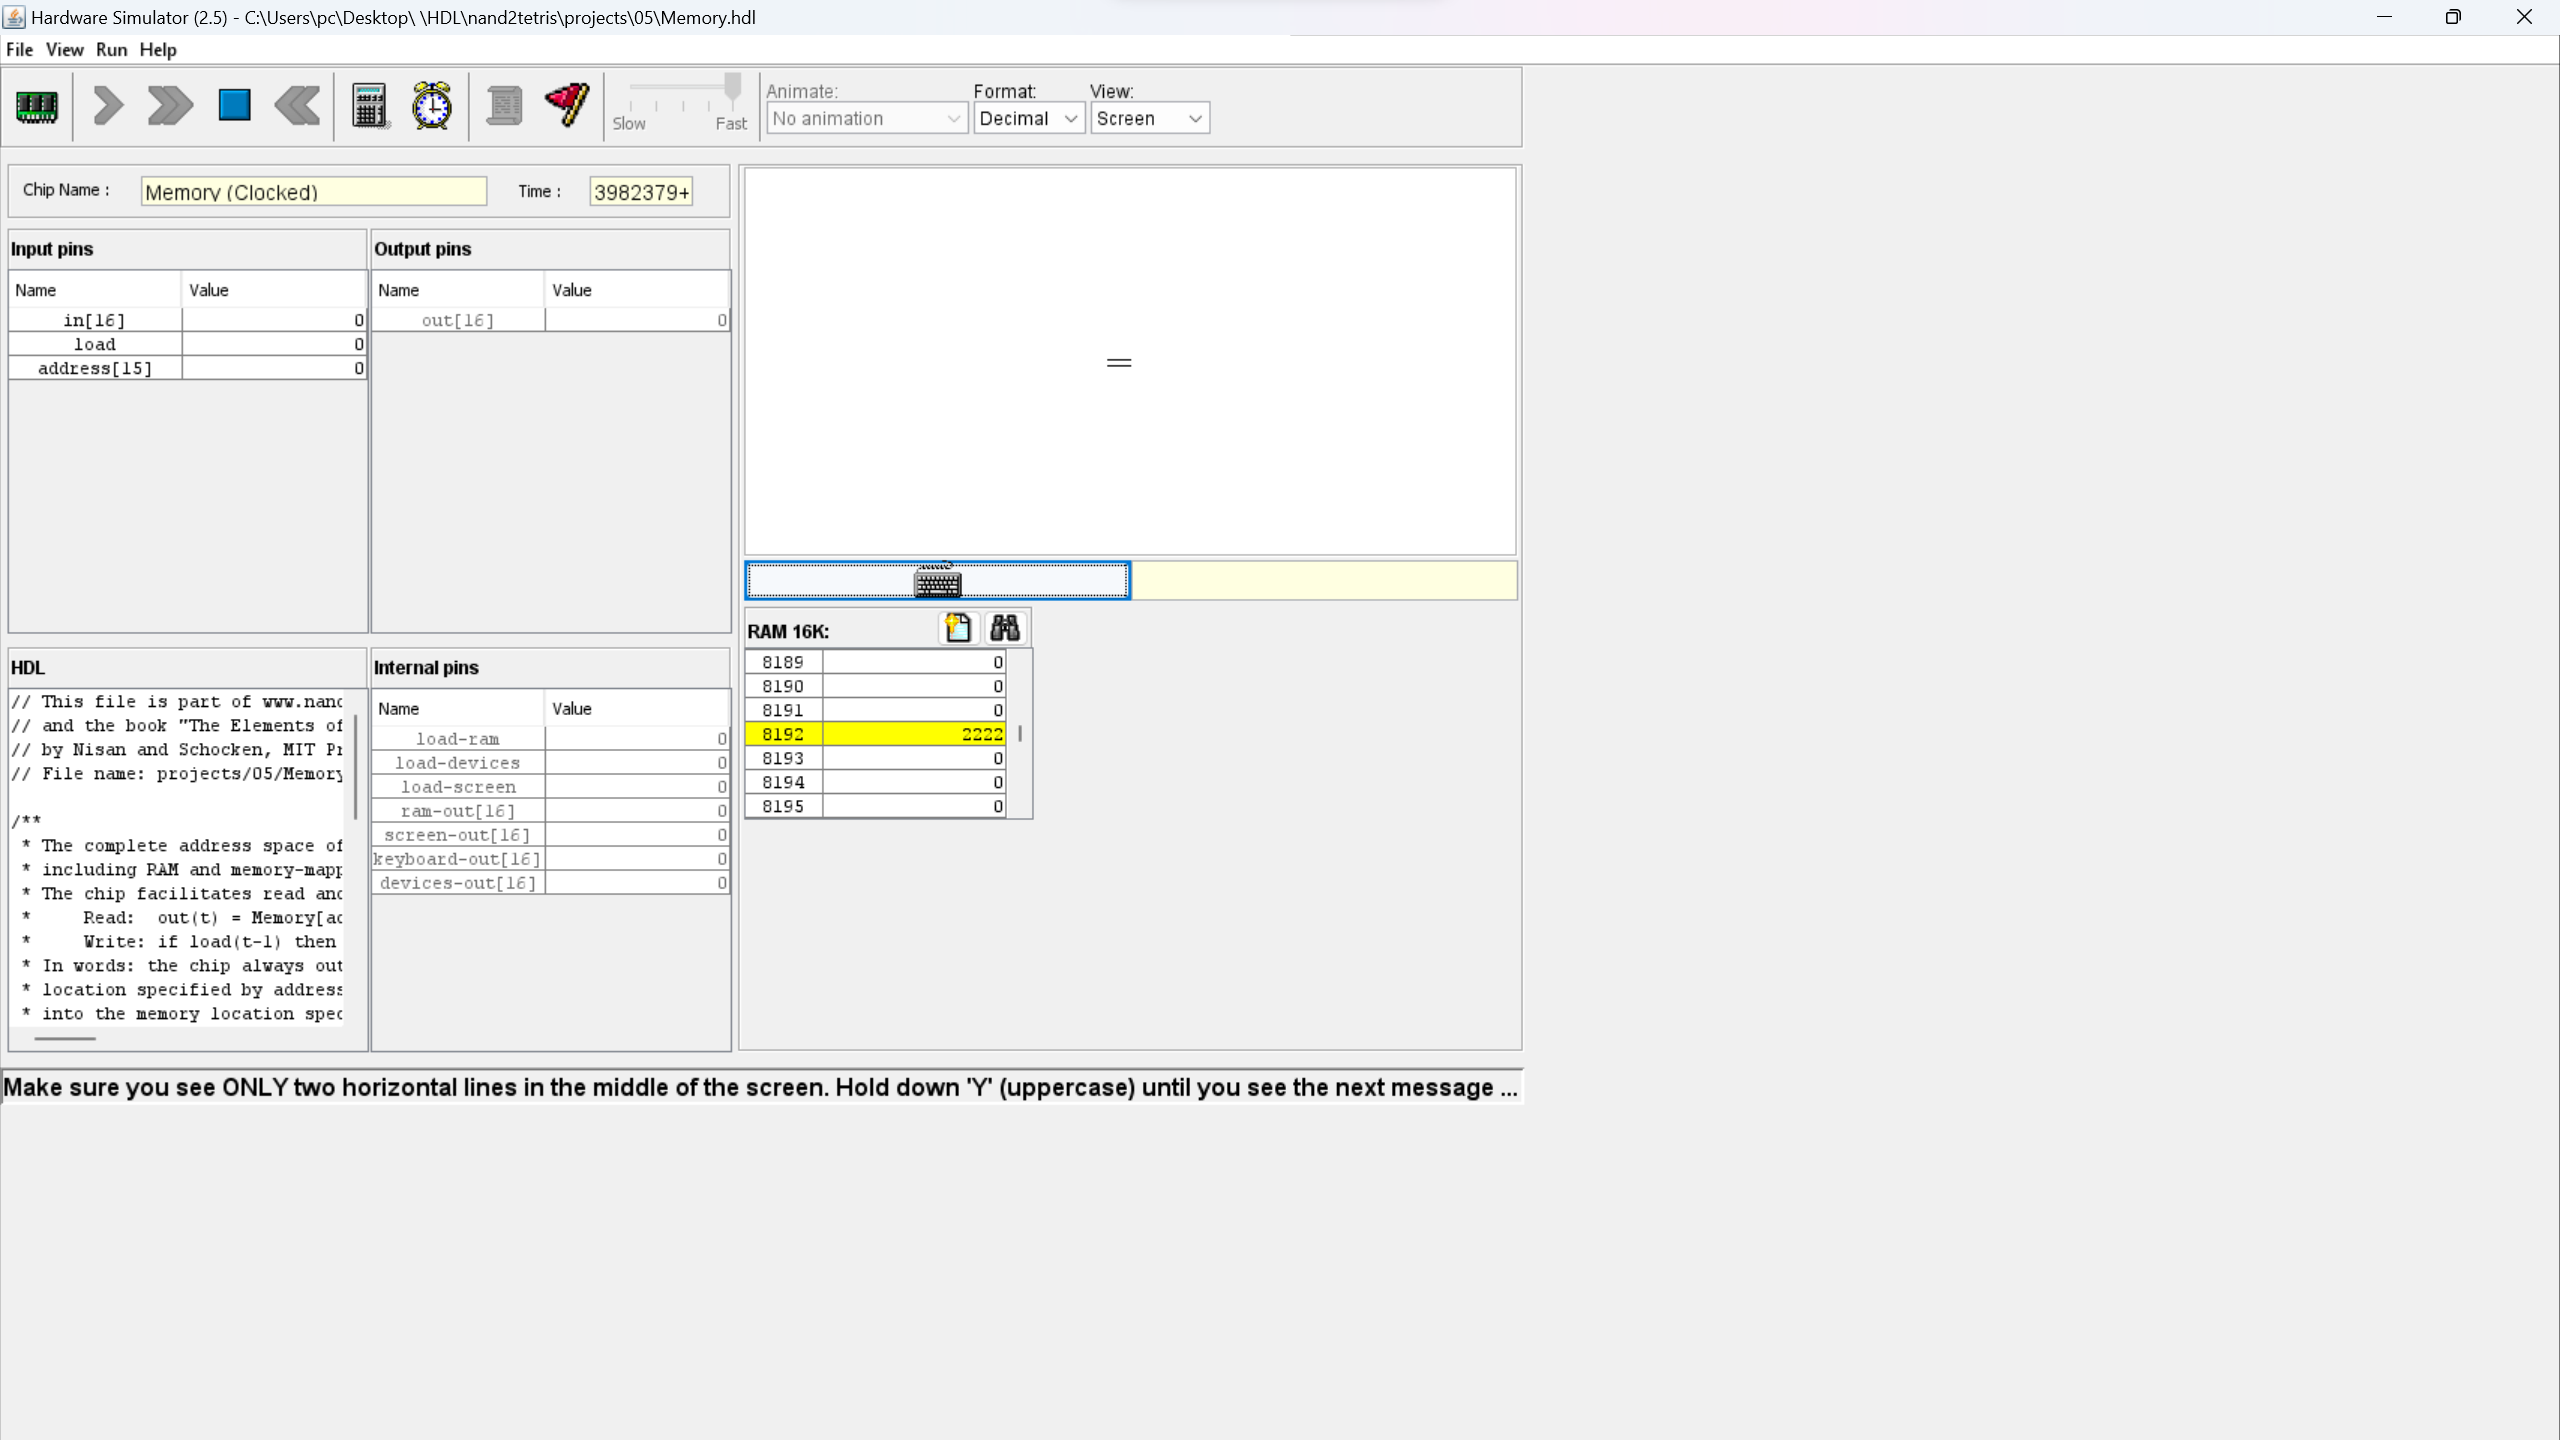 Hardware Simulator (2.5) - C:\Users\pc\Desktop\ \HDL\nand2tetris\projects\05\Memory.hdl
File View Run Help
Slow Fast
Animate: Format: View:
No animation Decimal Screen
Chip Name : Memory (Clocked) Time : 3982379+
Input pins
Name Value
in[16] 0
load 0
address[15] 0
Output pins
Name Value
out[16] 0
RAM 16K:
8189 0
8190 0
8191 0
8192 2222
8193 0
8194 0
8195 0
HDL
// This file is part of www.nand
// and the book "The Elements of
// by Nisan and Schocken, MIT Pr
// File name: projects/05/Memory
/**
* The complete address space of
* including RAM and memory-mapp
* The chip facilitates read and
* Read: out(t) = Memory[ad
* Write: if load(t-1) then
* In words: the chip always out
* location specified by address
* into the memory location spec
Internal pins
Name Value
load-ram 0
load-devices 0
load-screen 0
ram-out[16] 0
screen-out[16] 0
keyboard-out[16] 0
devices-out[16] 0
Make sure you see ONLY two horizontal lines in the middle of the screen. Hold down 'Y' (uppercase) until you see the next message ...